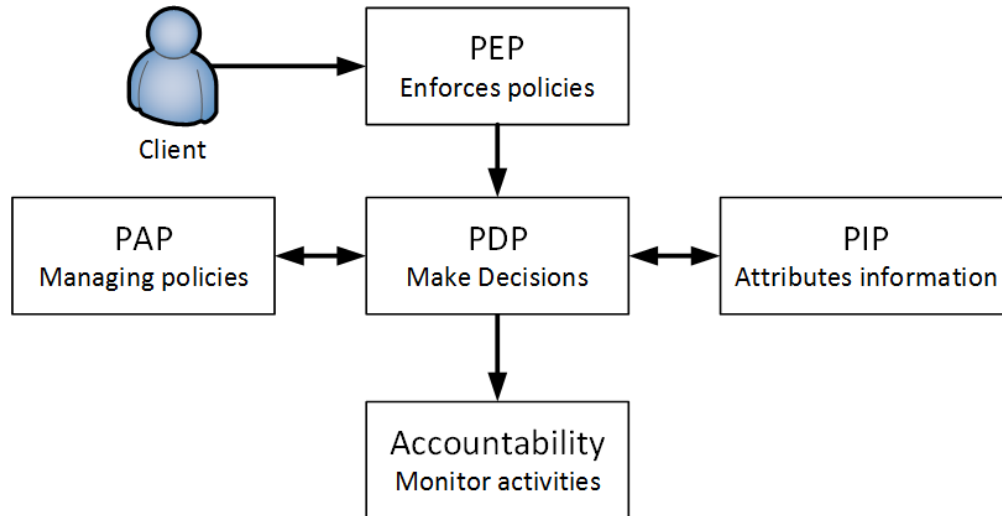 PEP
Enforces policies
Client
PAP
Managing policies
PDP
Make Decisions
PIP
Attributes information
Accountability
Monitor activities